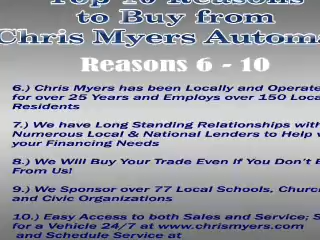 Top 10 Reasons
to Buy from
Chris Myers Automa
Reasons 6 - 10
6.) Chris Myers has been Locally and Operate
for over 25 Years and Employs over 150 Loca
Residents
7.) We have Long Standing Relationships with
Numerous Local & National Lenders to Help w
your Financing Needs
8.) We Will Buy Your Trade Even if You Don't B
From Us!
9.) We Sponsor over 77 Local Schools, Church
and Civic Organizations
10.) Easy Access to both Sales and Service; S
for a Vehicle 24/7 at www.chrismyers.com
and Schedule Service at